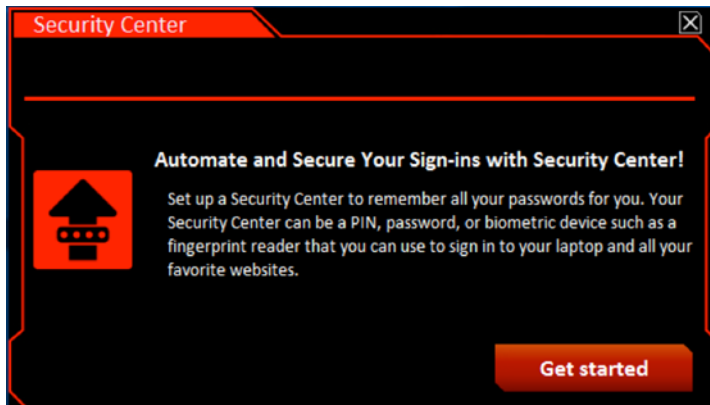 Security Center
Automate and Secure Your Sign-ins with Security Center!
Set up a Security Center to remember all your passwords for you. Your
Security Center can be a PIN, password, or biometric device such as a
fingerprint reader that you can use to sign in to your laptop and all your
favorite websites.
Get started